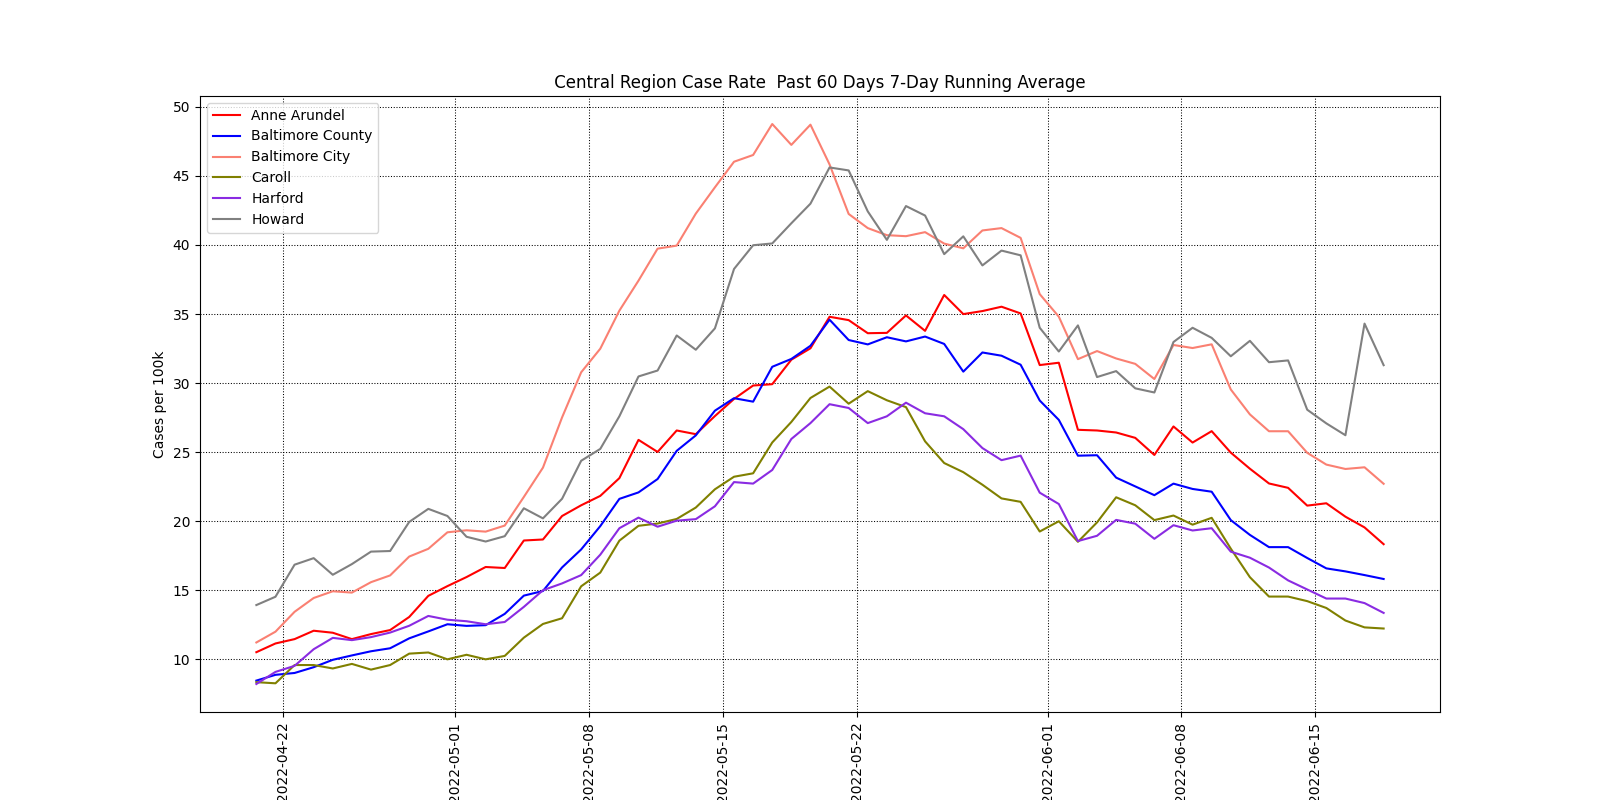 Central Region Case Rate  Past 60 Days 7-Day Running Average
Cases per 100k
50
45
40
35
30
25
20
15
10
Anne Arundel
Baltimore County
Baltimore City
Caroll
Harford
Howard
2022-04-22
2022-05-01
2022-05-08
2022-05-15
2022-05-22
2022-06-01
2022-06-08
2022-06-15